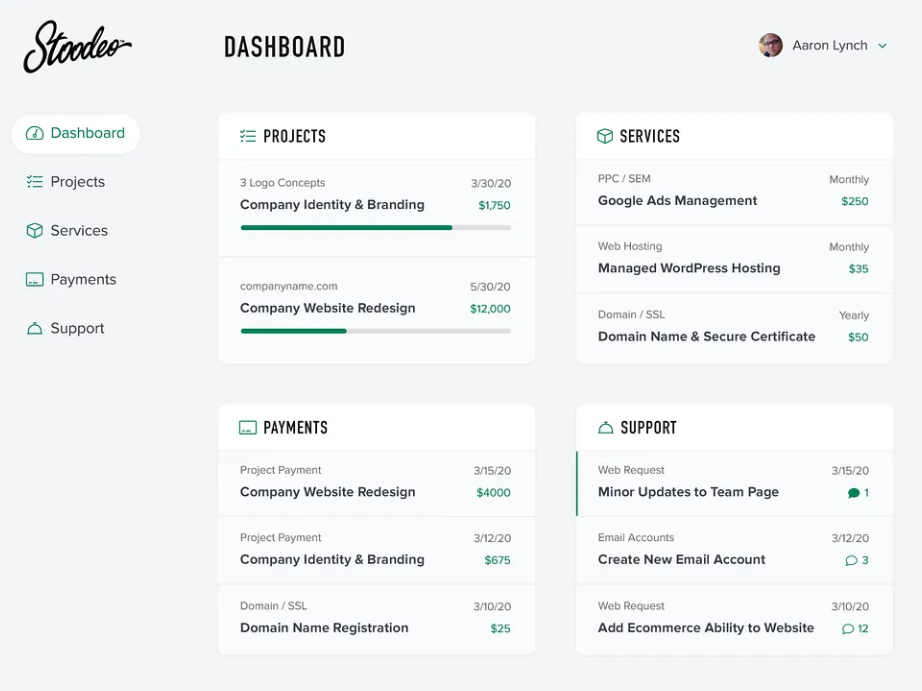 Stoodeo™
DASHBOARD
Aaron Lynch
Dashboard
Projects
Services
Payments
Support
PROJECTS
3 Logo Concepts 3/30/20
Company Identity & Branding $1,750
companyname.com 5/30/20
Company Website Redesign $12,000
SERVICES
PPC / SEM Monthly
Google Ads Management $250
Web Hosting Monthly
Managed WordPress Hosting $35
Domain / SSL Yearly
Domain Name & Secure Certificate $50
PAYMENTS
Project Payment 3/15/20
Company Website Redesign $4000
Project Payment 3/12/20
Company Identity & Branding $675
Domain / SSL 3/10/20
Domain Name Registration $25
SUPPORT
Web Request 3/15/20
Minor Updates to Team Page 1
Email Accounts 3/12/20
Create New Email Account 3
Web Request 3/10/20
Add Ecommerce Ability to Website 12